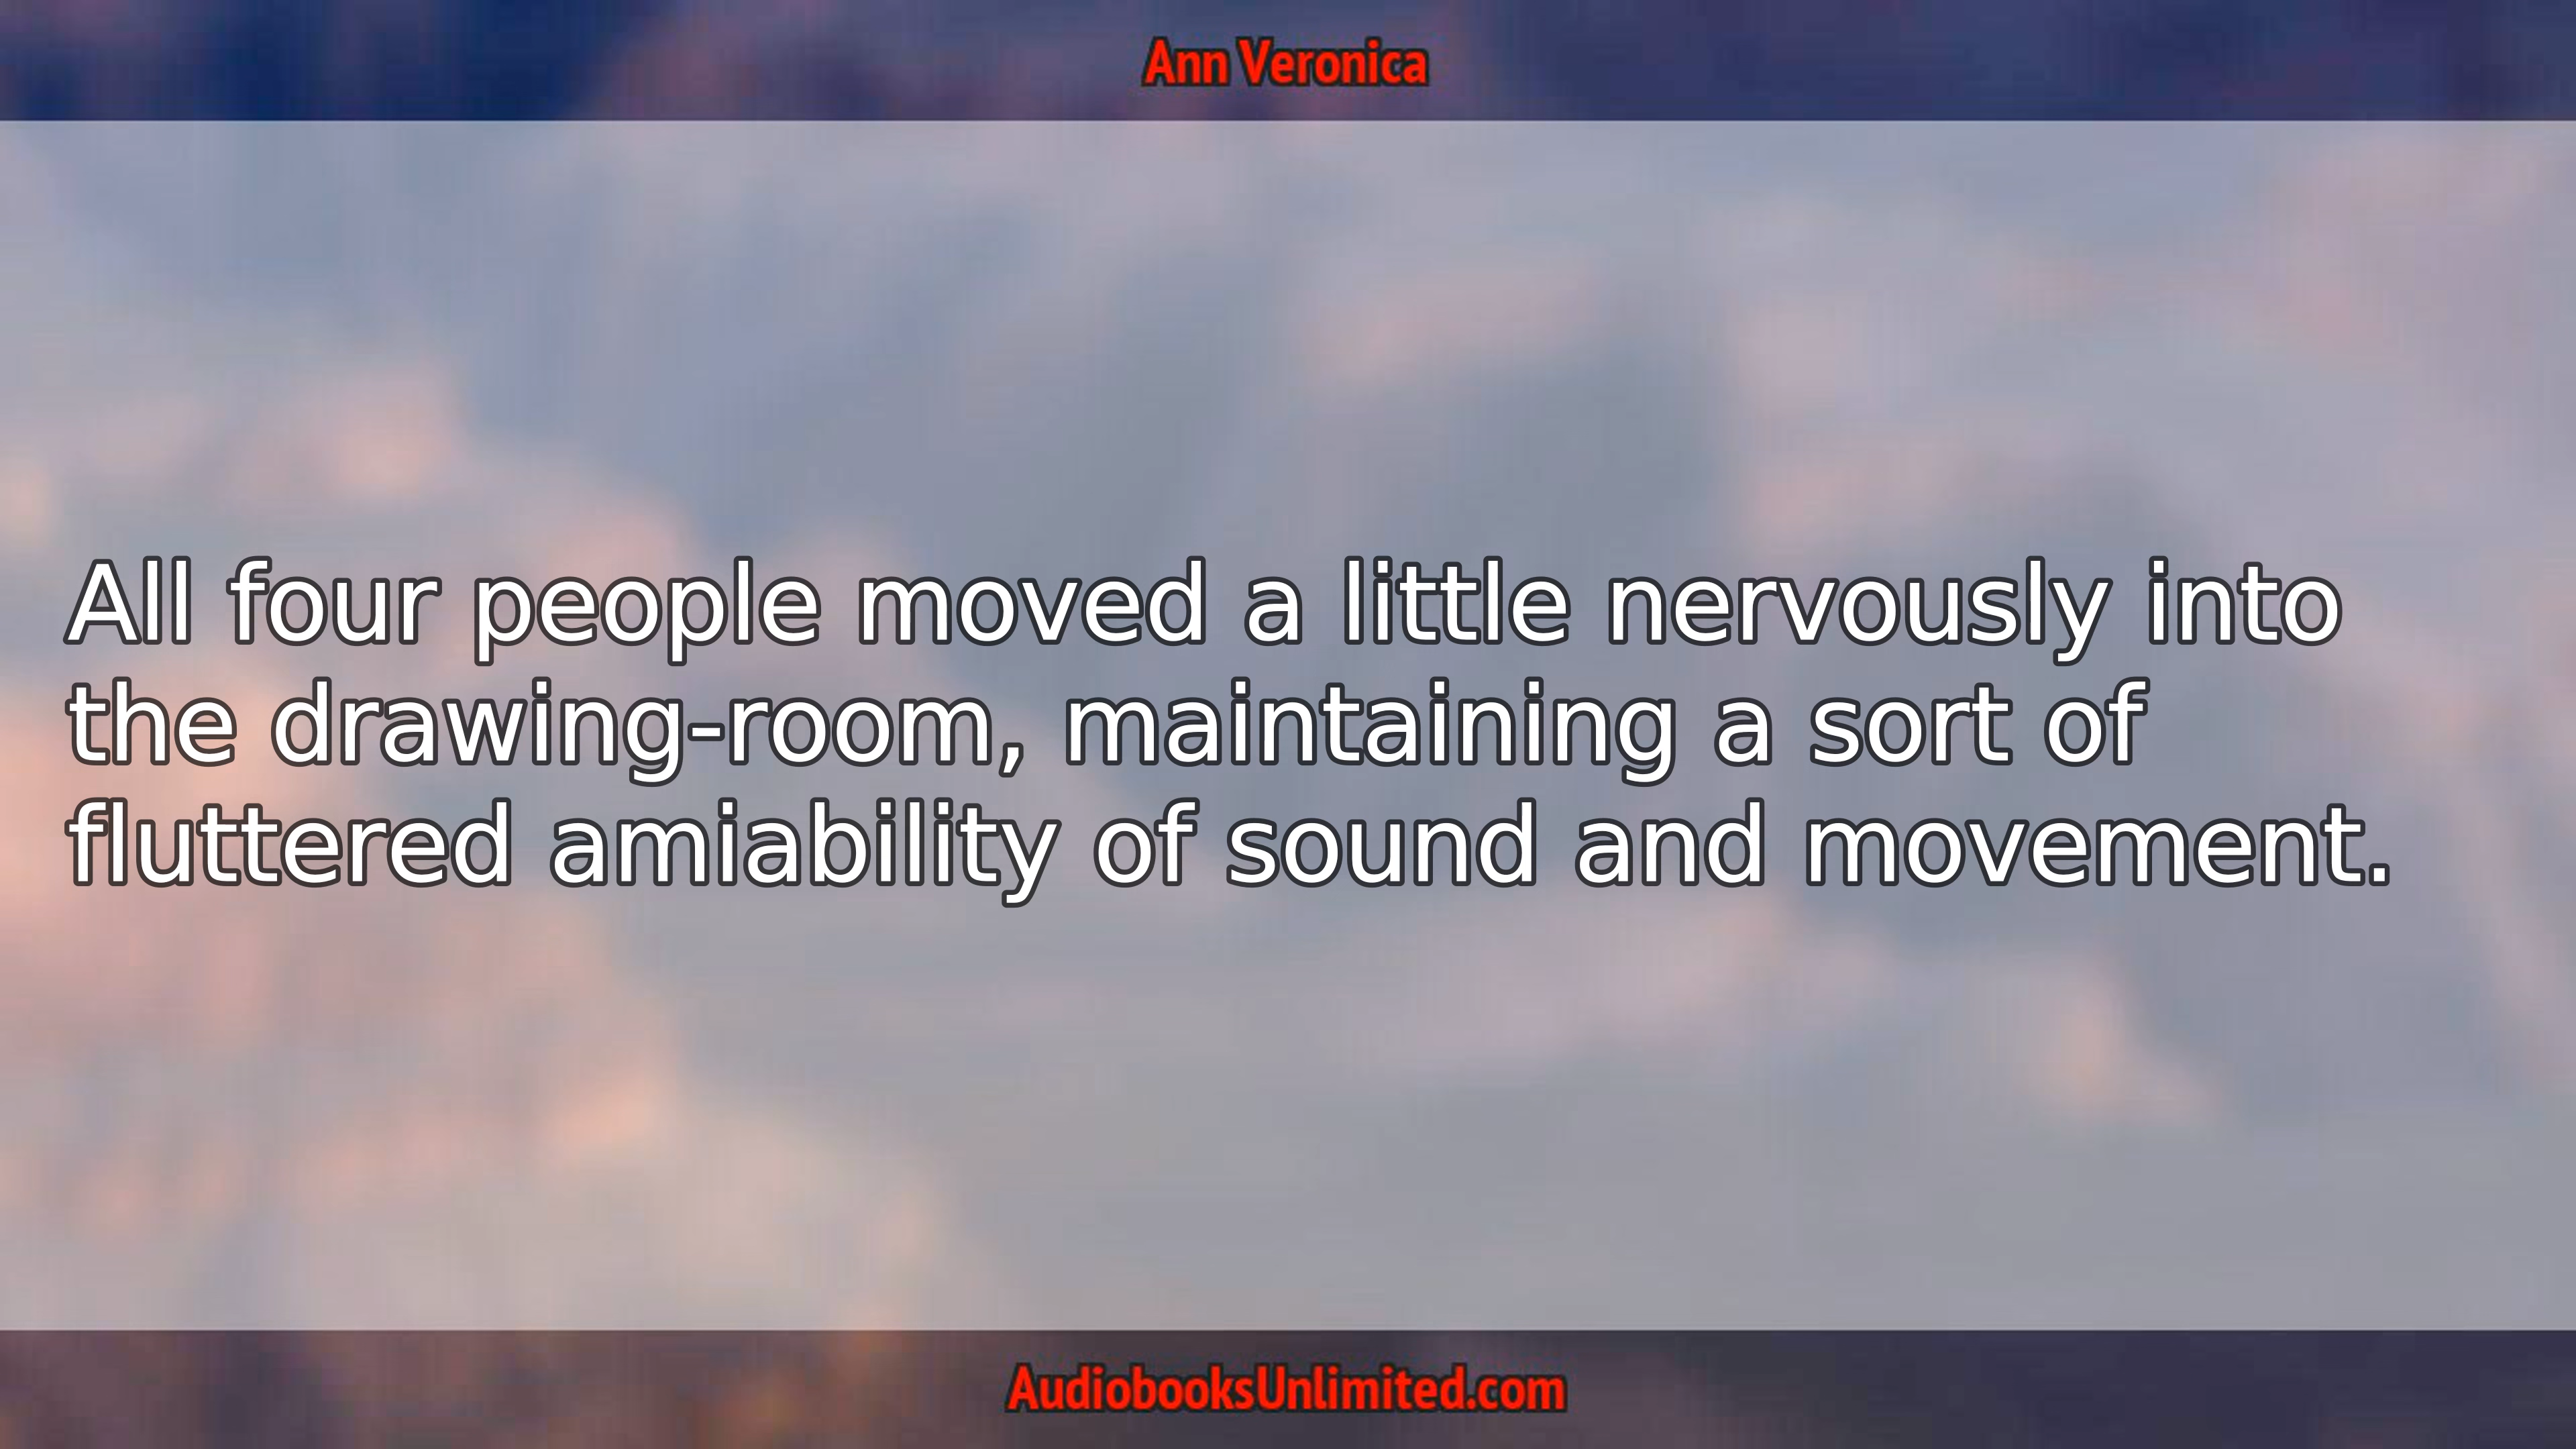 Ann Veronica
All four people moved a little nervously into
the drawing-room, maintaining a sort of
fluttered amiability of sound and movement.
AudiobooksUnlimited.com